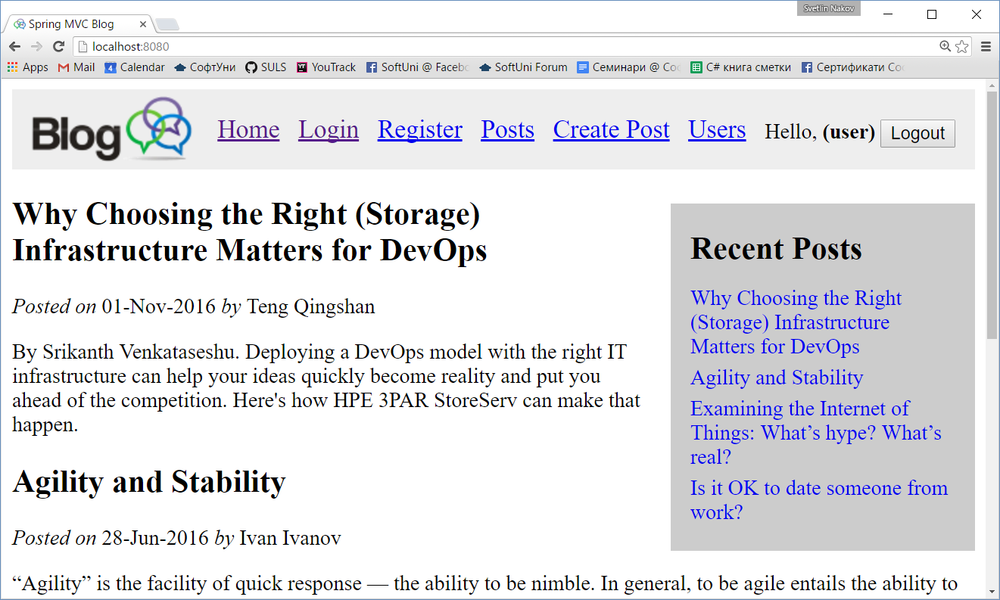 Svetlin Nakov
Spring MVC Blog
localhost:8080
Apps Mail Calendar СофтУни SULS YouTrack SoftUni @ Faceb SoftUni Forum Семинари @ Со C# книга сметки Сертификати Со
Blog Home Login Register Posts Create Post Users Hello, (user) Logout
Why Choosing the Right (Storage)
Infrastructure Matters for DevOps
Posted on 01-Nov-2016 by Teng Qingshan
By Srikanth Venkataseshu. Deploying a DevOps model with the right IT
infrastructure can help your ideas quickly become reality and put you
ahead of the competition. Here's how HPE 3PAR StoreServ can make that
happen.
Agility and Stability
Posted on 28-Jun-2016 by Ivan Ivanov
“Agility” is the facility of quick response — the ability to be nimble. In general, to be agile entails the ability to
Recent Posts
Why Choosing the Right
(Storage) Infrastructure
Matters for DevOps
Agility and Stability
Examining the Internet of
Things: What’s hype? What’s
real?
Is it OK to date someone from
work?